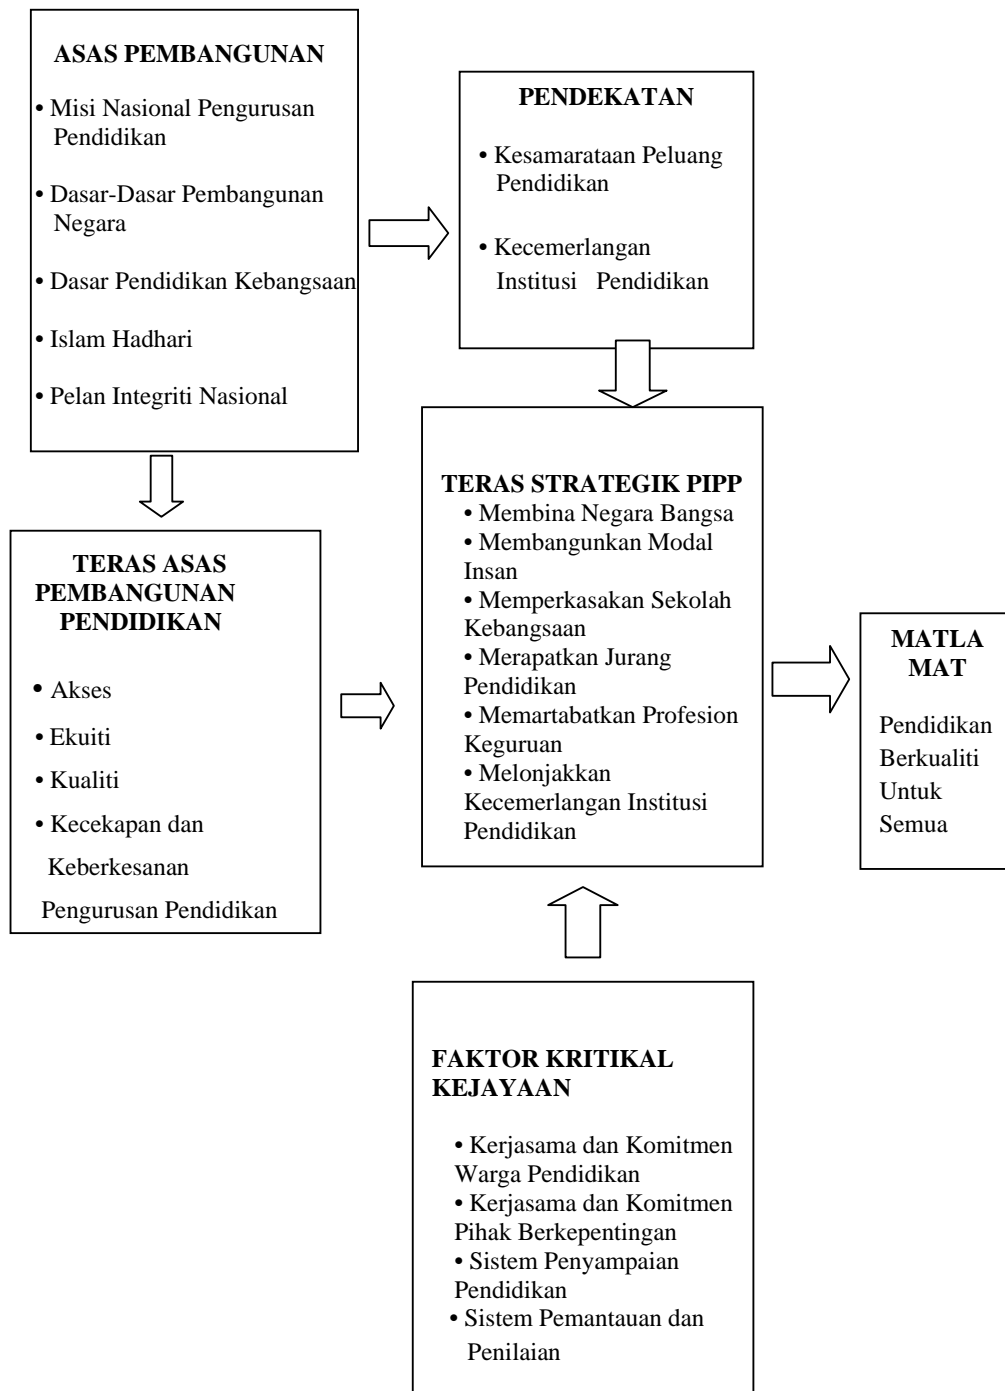 ASAS PEMBANGUNAN
• Misi Nasional Pengurusan
Pendidikan
• Dasar-Dasar Pembangunan
Negara
• Dasar Pendidikan Kebangsaan
• Islam Hadhari
• Pelan Integriti Nasional
PENDEKATAN
• Kesamarataan Peluang
Pendidikan
• Kecemerlangan
Institusi Pendidikan
TERAS ASAS
PEMBANGUNAN
PENDIDIKAN
• Akses
• Ekuiti
• Kualiti
• Kecekapan dan
Keberkesanan
Pengurusan Pendidikan
TERAS STRATEGIK PIPP
• Membina Negara Bangsa
• Membangunkan Modal
Insan
• Memperkasakan Sekolah
Kebangsaan
• Merapatkan Jurang
Pendidikan
• Memartabatkan Profesion
Keguruan
• Melonjakkan
Kecemerlangan Institusi
Pendidikan
MATLA
MAT
Pendidikan
Berkualiti
Untuk
Semua
FAKTOR KRITIKAL
KEJAYAAN
• Kerjasama dan Komitmen
Warga Pendidikan
• Kerjasama dan Komitmen
Pihak Berkepentingan
• Sistem Penyampaian
Pendidikan
• Sistem Pemantauan dan
Penilaian